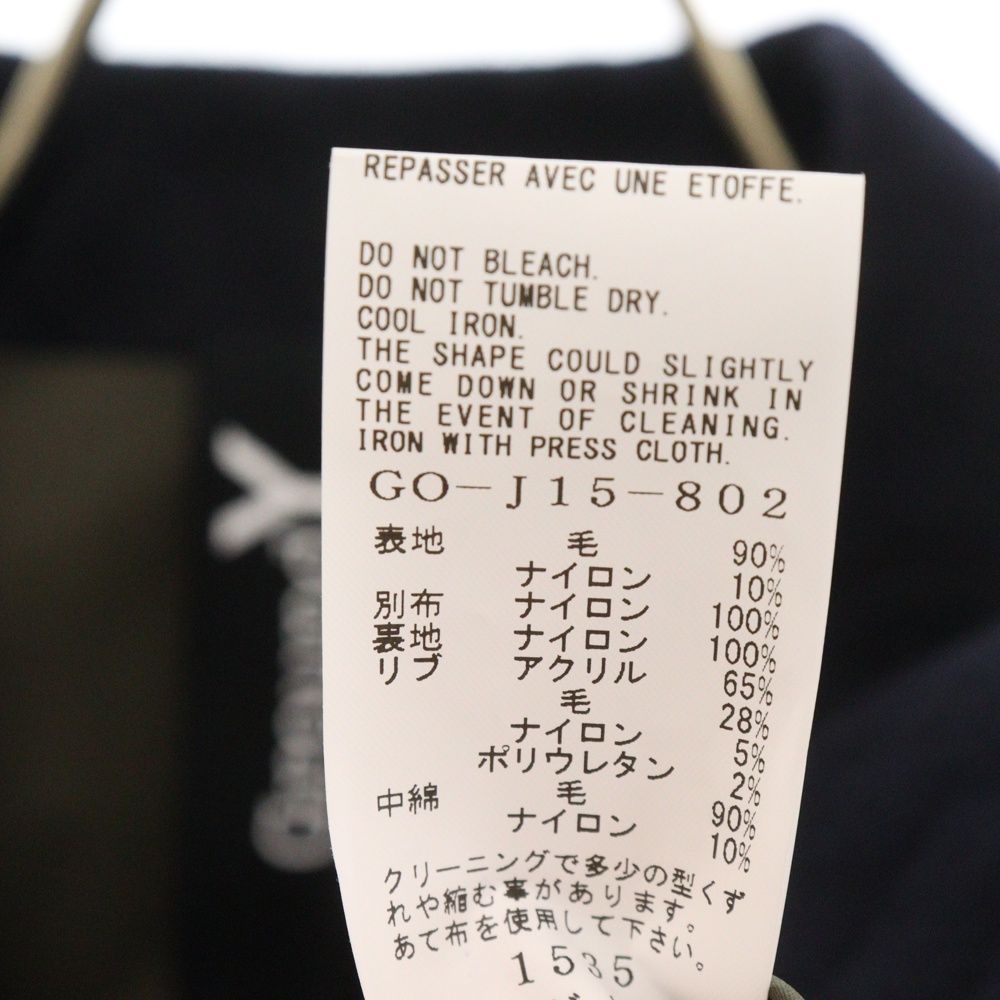 REPASSER AVEC UNE ETOFFE.
DO NOT BLEACH.
DO NOT TUMBLE DRY.
COOL IRON.
THE SHAPE COULD SLIGHTLY
COME DOWN OR SHRINK IN
THE EVENT OF CLEANING.
IRON WITH PRESS CLOTH.
GO-J15-802
表地 毛 90%
ナイロン 10%
別布 ナイロン 100%
裏地 ナイロン 100%
リブ アクリル 65%
毛 28%
ナイロン 5%
ポリウレタン 2%
中綿 毛 90%
ナイロン 10%
クリーニングで多少の型くず
れや縮む事があります。
あて布を使用して下さい。
1535